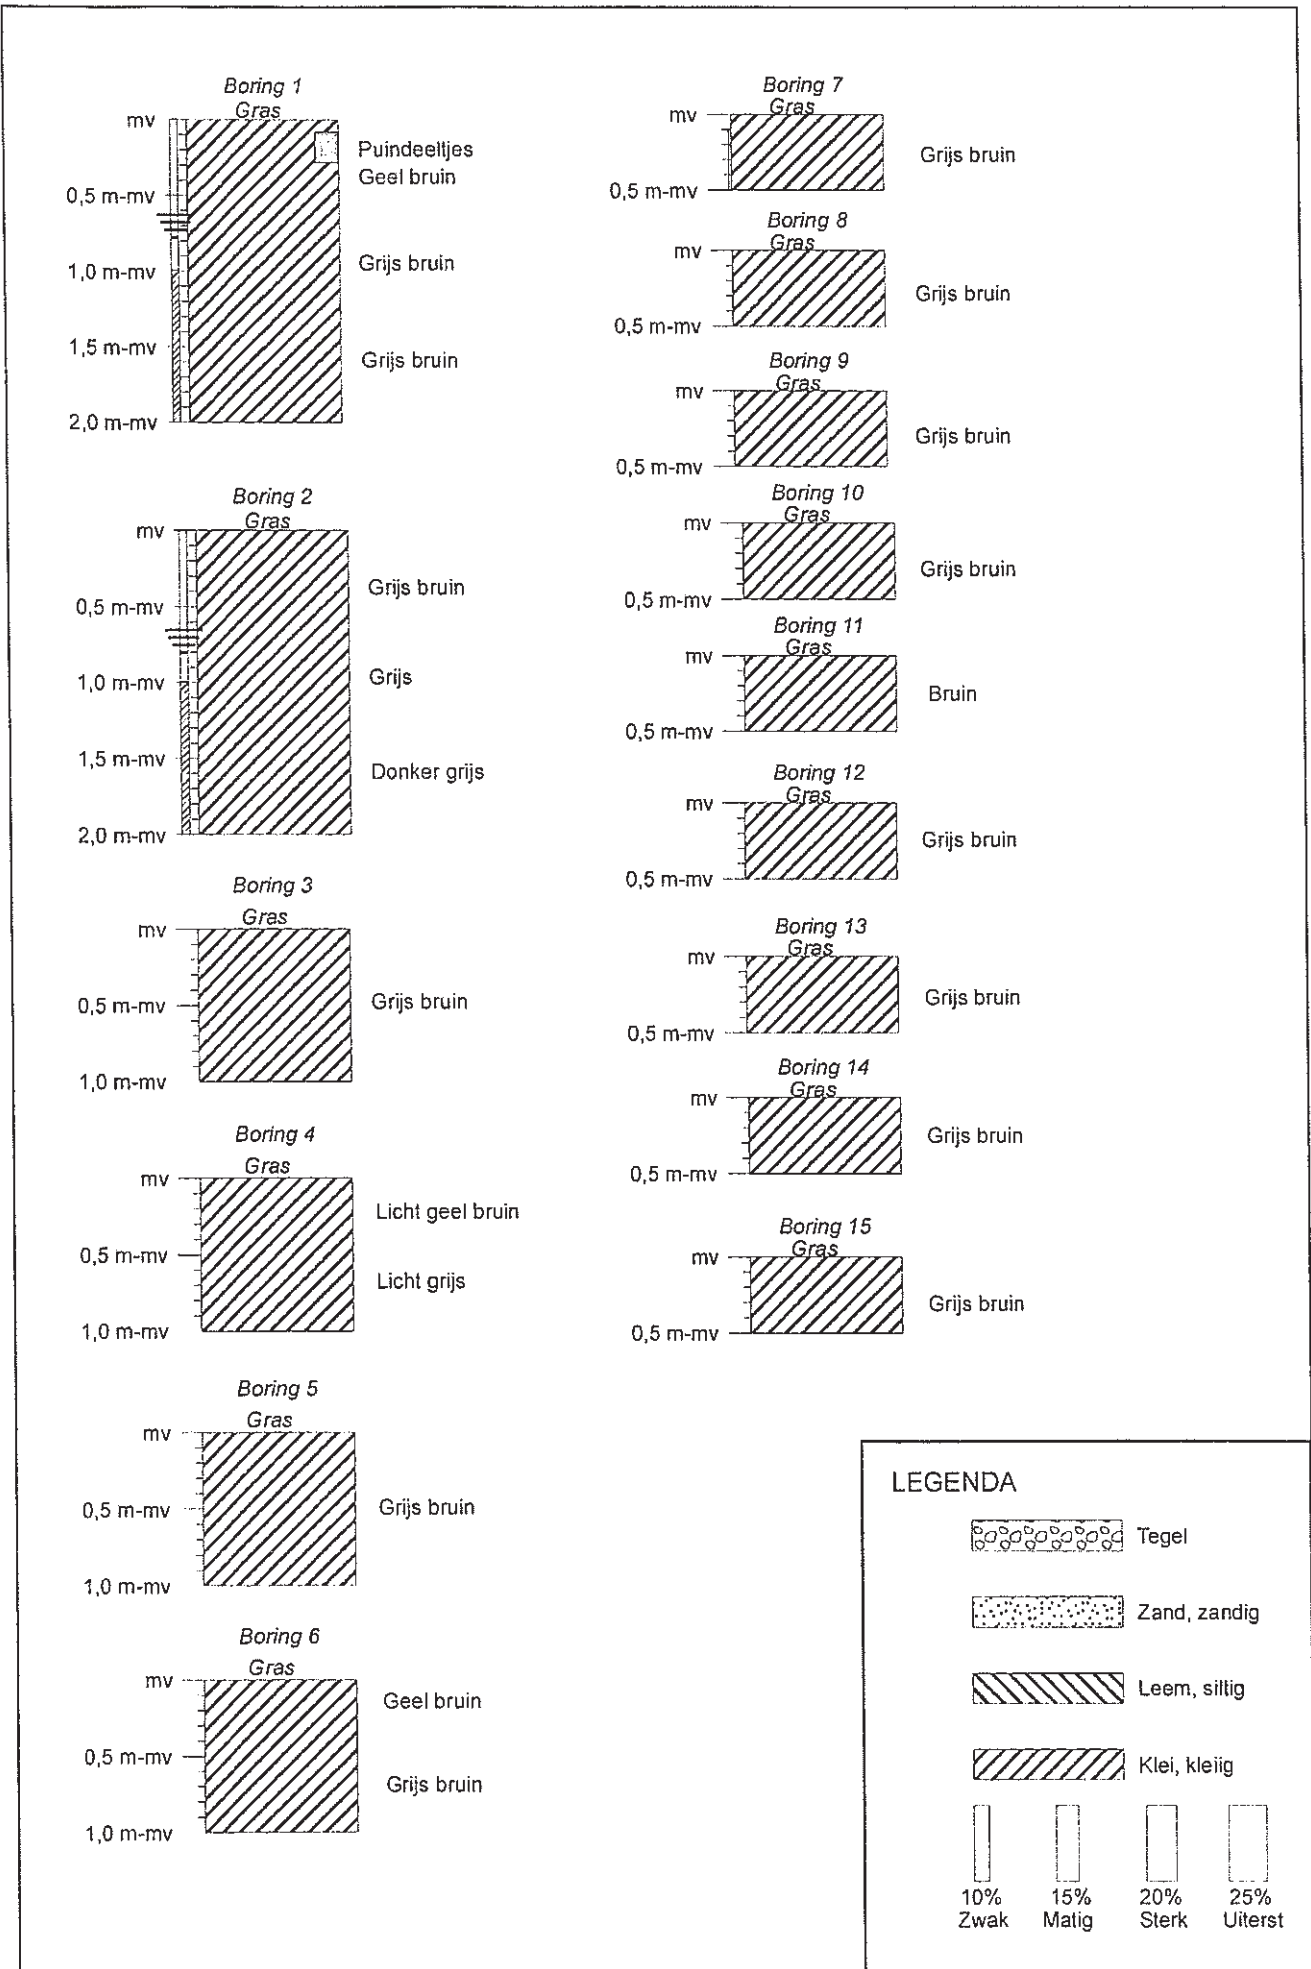 Boring 1
Gras
mv
Puindeeltjes
Geel bruin
0,5 m-mv
Grijs bruin
1,0 m-mv
1,5 m-mv
Grijs bruin
2,0 m-mv
Boring 2
Gras
mv
Grijs bruin
0,5 m-mv
Grijs
1,0 m-mv
1,5 m-mv
Donker grijs
2,0 m-mv
Boring 3
Gras
mv
0,5 m-mv
Grijs bruin
1,0 m-mv
Boring 4
Gras
mv
Licht geel bruin
0,5 m-mv
Licht grijs
1,0 m-mv
Boring 5
Gras
mv
0,5 m-mv
Grijs bruin
1,0 m-mv
Boring 6
Gras
mv
Geel bruin
0,5 m-mv
Grijs bruin
1,0 m-mv
Boring 7
Gras
mv
Grijs bruin
0,5 m-mv
Boring 8
Gras
mv
Grijs bruin
0,5 m-mv
Boring 9
Gras
mv
Grijs bruin
0,5 m-mv
Boring 10
Gras
mv
Grijs bruin
0,5 m-mv
Boring 11
Gras
mv
Bruin
0,5 m-mv
Boring 12
Gras
mv
Grijs bruin
0,5 m-mv
Boring 13
Gras
mv
Grijs bruin
0,5 m-mv
Boring 14
Gras
mv
Grijs bruin
0,5 m-mv
Boring 15
Gras
mv
Grijs bruin
0,5 m-mv
LEGENDA
Tegel
Zand, zandig
Leem, siltig
Klei, kleiig
10% 15% 20% 25%
Zwak Matig Sterk Uiterst